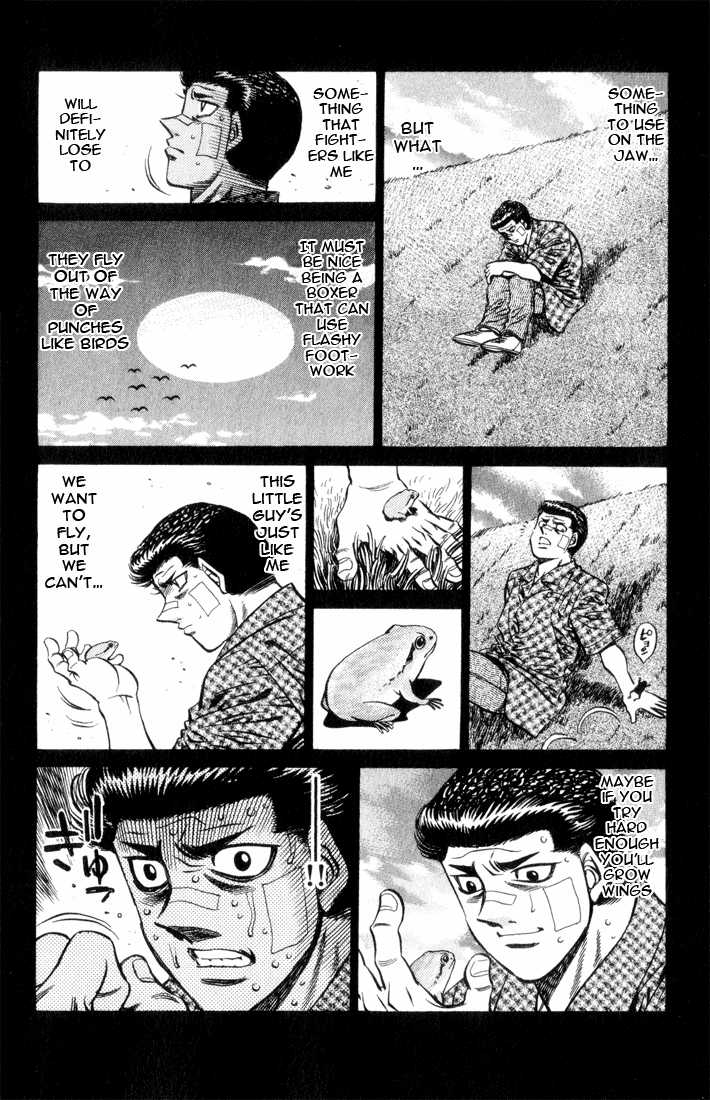 SOME-
THING
TO USE
ON THE
JAW...
BUT
WHAT
...
SOME-
THING
THAT
FIGHT-
ERS LIKE
ME
WILL
DEFI-
NITELY
LOSE
TO
IT MUST
BE NICE
BEING A
BOXER
THAT CAN
USE
FLASHY
FOOT-
WORK
THEY FLY
OUT OF
THE WAY
OF
PUNCHES
LIKE BIRDS
THIS
LITTLE
GUY'S
JUST
LIKE
ME
WE
WANT
TO
FLY,
BUT
WE
CAN'T...
MAYBE
IF YOU
TRY
HARD
ENOUGH
YOU'LL
GROW
WINGS
!!
ぎゅっ